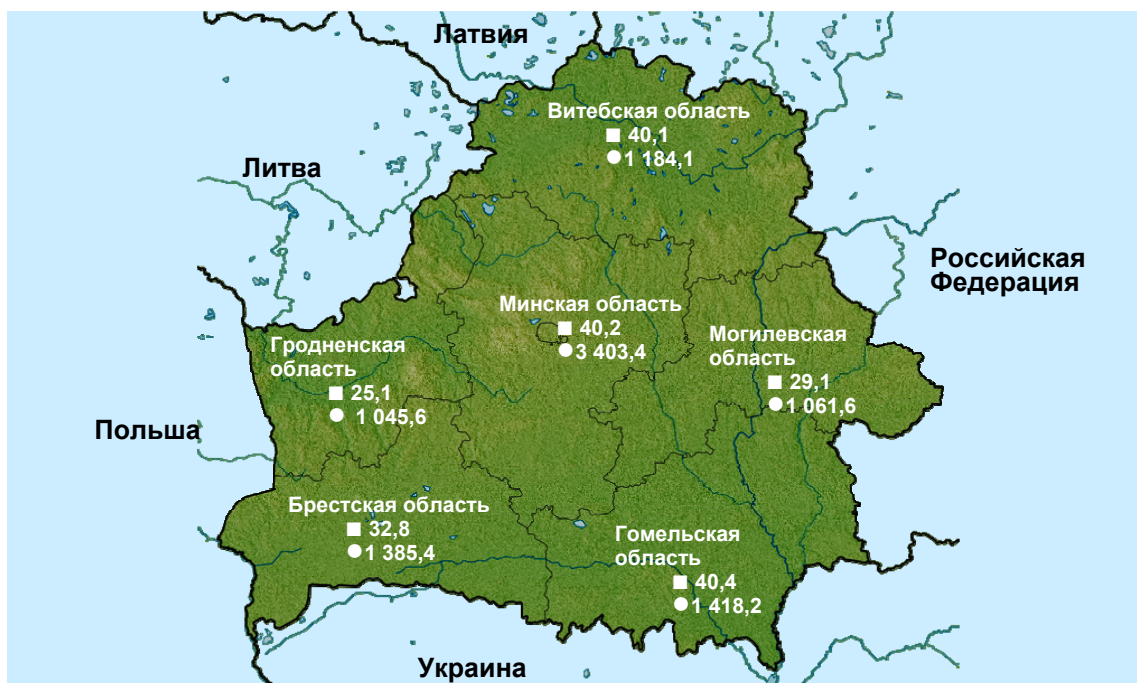 Латвия
Витебская область
40,1
1 184,1
Литва
Российская
Федерация
Минская область
40,2
3 403,4
Могилевская
область
29,1
1 061,6
Гродненская
область
25,1
1 045,6
Польша
Брестская область
32,8
1 385,4
Гомельская
область
40,4
1 418,2
Украина